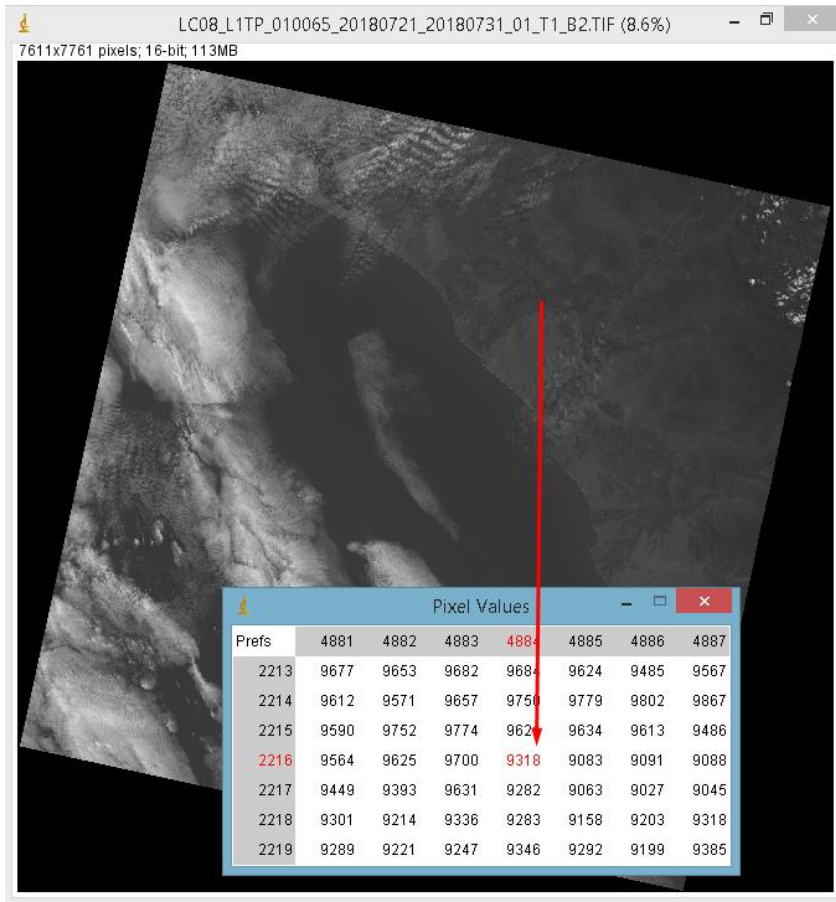 LC08_L1TP_010065_20180721_20180731_01_T1_B2.TIF (8.6%)
7611x7761 pixels; 16-bit; 113MB
Pixel Values
Prefs 4881 4882 4883 4884 4885 4886 4887
2213 9677 9653 9682 9684 9624 9485 9567
2214 9612 9571 9657 9750 9779 9802 9867
2215 9590 9752 9774 9634 9613 9486
2216 9564 9625 9700 9318 9083 9091 9088
2217 9449 9393 9631 9282 9063 9027 9045
2218 9301 9214 9336 9283 9158 9203 9318
2219 9289 9221 9247 9346 9292 9199 9385